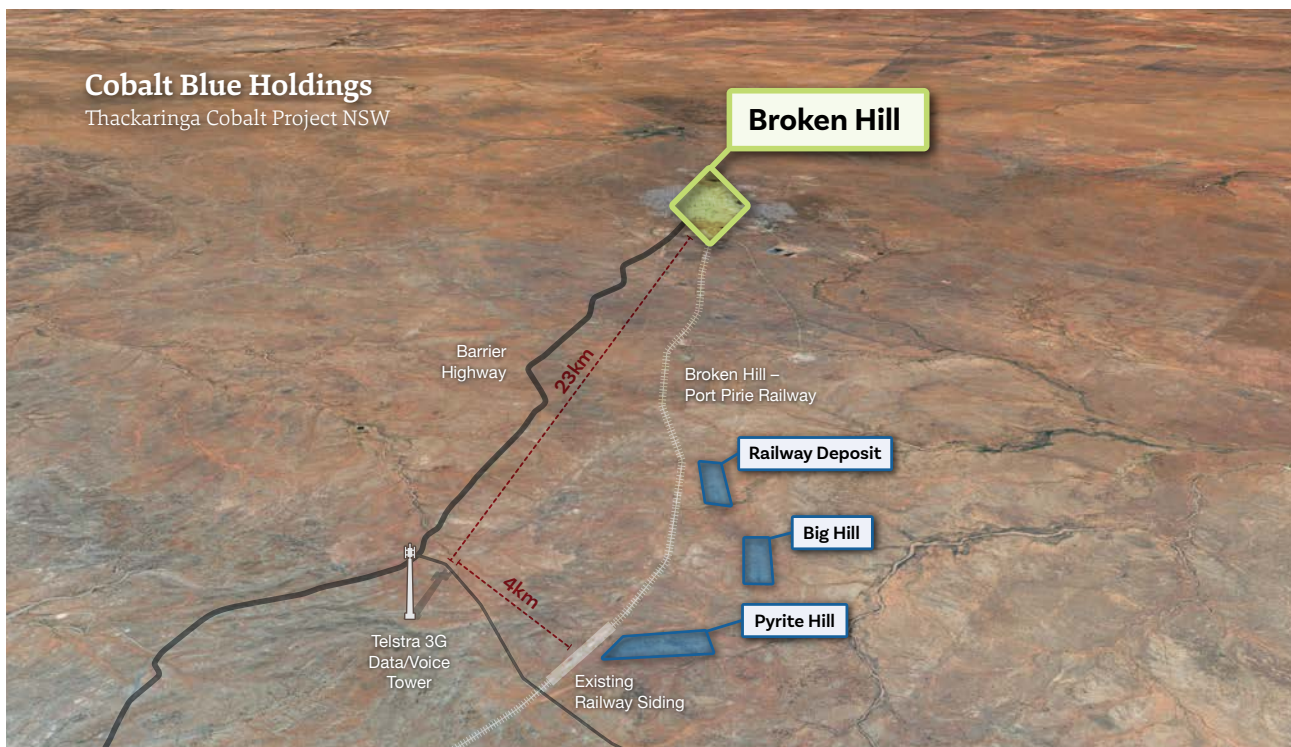 Cobalt Blue Holdings
Thackaringa Cobalt Project NSW
Broken Hill
Barrier
Highway
23km
Broken Hill –
Port Pirie Railway
Railway Deposit
Big Hill
4km
Pyrite Hill
Telstra 3G
Data/Voice
Tower
Existing
Railway Siding